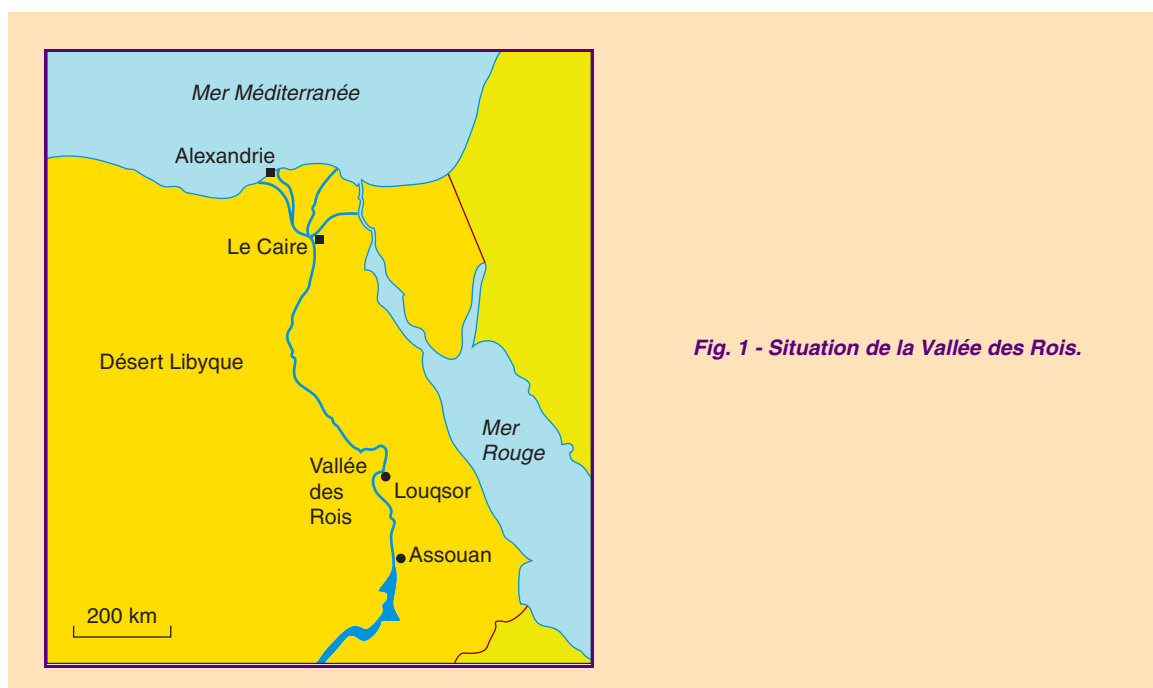 Mer Méditerranée
Alexandrie
Le Caire
Désert Libyque
Fig. 1 - Situation de la Vallée des Rois.
Mer
Rouge
Vallée
des
Rois
Louqsor
Assouan
200 km